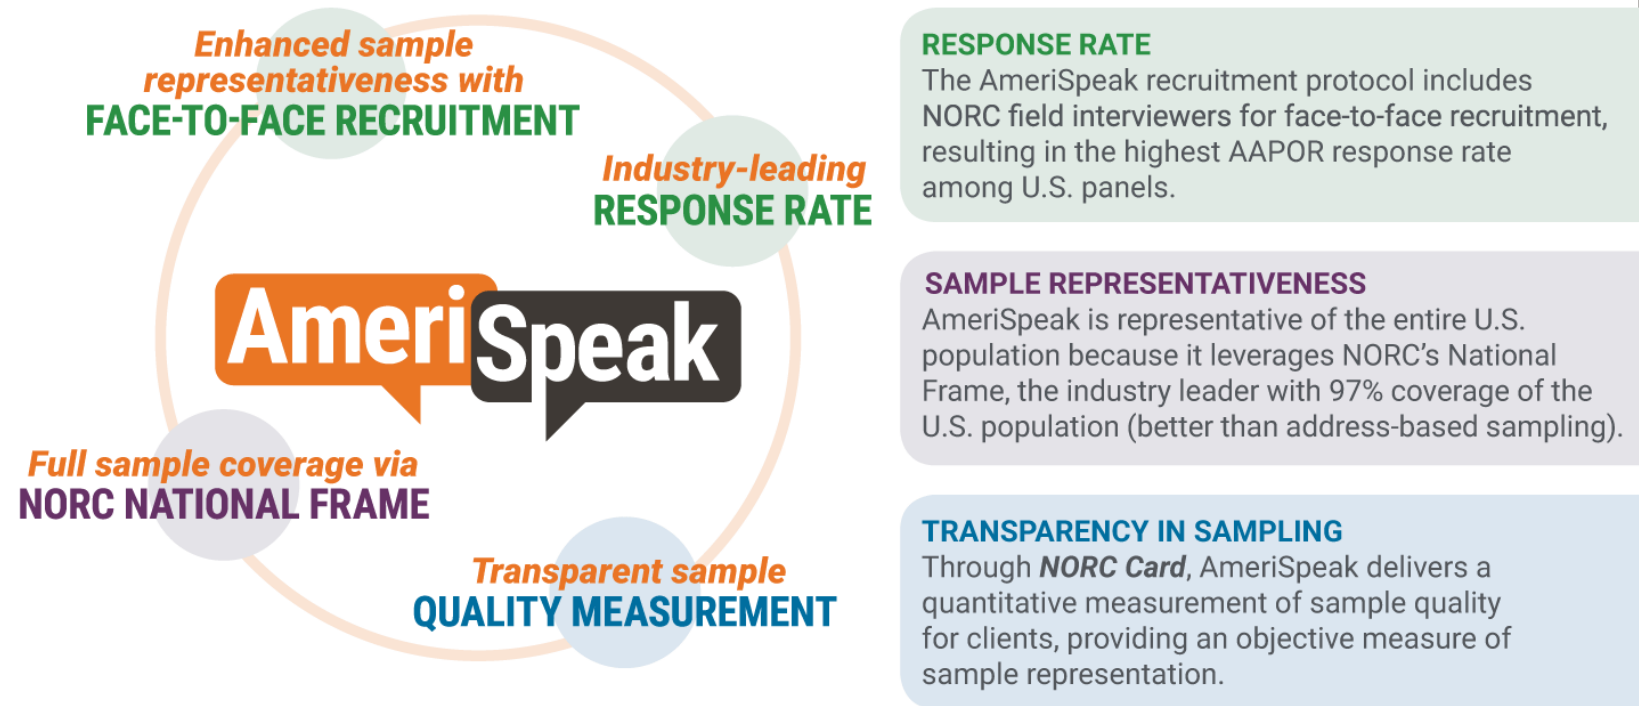 Enhanced sample
representativeness with
FACE-TO-FACE RECRUITMENT
Industry-leading
RESPONSE RATE
AmeriSpeak
Full sample coverage via
NORC NATIONAL FRAME
Transparent sample
QUALITY MEASUREMENT
RESPONSE RATE
The AmeriSpeak recruitment protocol includes
NORC field interviewers for face-to-face recruitment,
resulting in the highest AAPOR response rate
among U.S. panels.
SAMPLE REPRESENTATIVENESS
AmeriSpeak is representative of the entire U.S.
population because it leverages NORC’s National
Frame, the industry leader with 97% coverage of the
U.S. population (better than address-based sampling).
TRANSPARENCY IN SAMPLING
Through NORC Card, AmeriSpeak delivers a
quantitative measurement of sample quality
for clients, providing an objective measure of
sample representation.